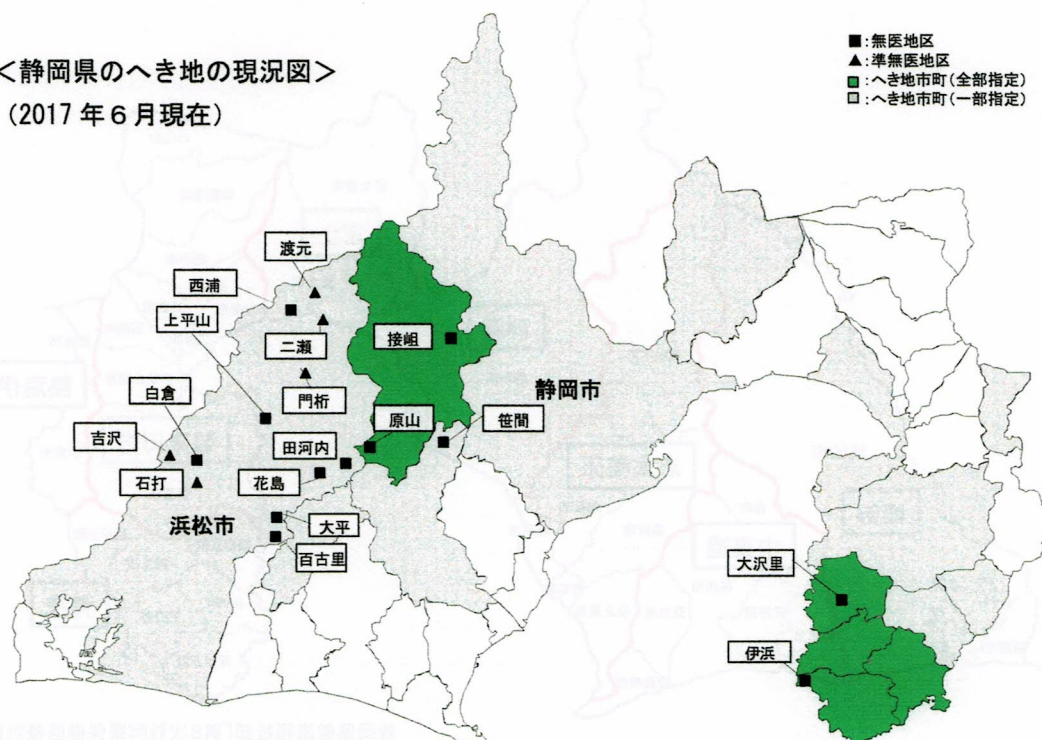 <静岡県のへき地の現況図>
(2017年6月現在)
■:無医地区
▲:準無医地区
■:へき地市町(全部指定)
□:へき地市町(一部指定)
渡元
西浦
上平山
二瀬
接岨
門桁
静岡市
白倉
原山
笹間
吉沢
田河内
石打
花島
浜松市
大平
百古里
大沢里
伊浜